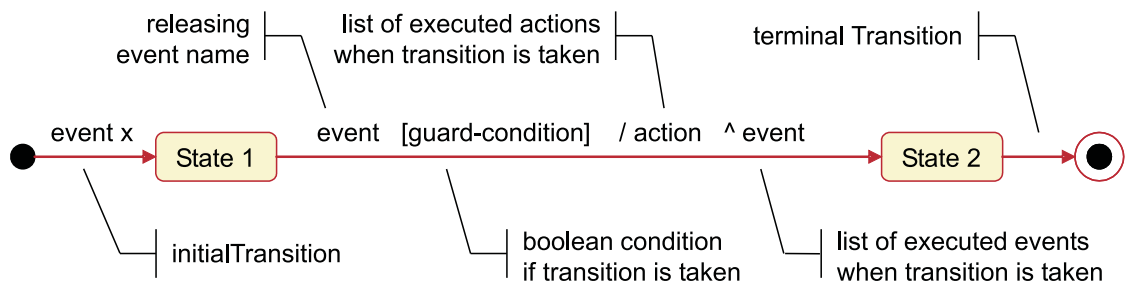 releasing
event name
list of executed actions
when transition is taken
terminal Transition
event x
event [guard-condition] / action ^ event
State 1
State 2
initialTransition
boolean condition
if transition is taken
list of executed events
when transition is taken